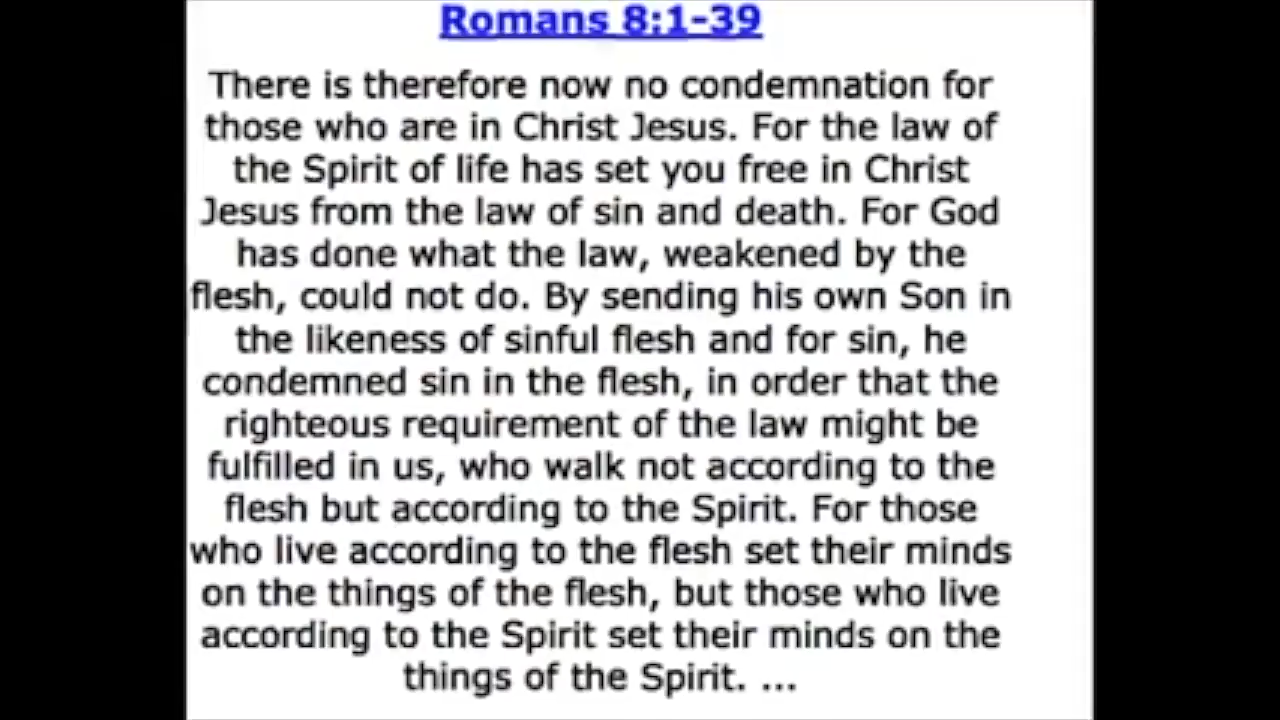 Romans 8:1-39
There is therefore now no condemnation for
those who are in Christ Jesus. For the law of
the Spirit of life has set you free in Christ
Jesus from the law of sin and death. For God
has done what the law, weakened by the
flesh, could not do. By sending his own Son in
the likeness of sinful flesh and for sin, he
condemned sin in the flesh, in order that the
righteous requirement of the law might be
fulfilled in us, who walk not according to the
flesh but according to the Spirit. For those
who live according to the flesh set their minds
on the things of the flesh, but those who live
according to the Spirit set their minds on the
things of the Spirit. ...